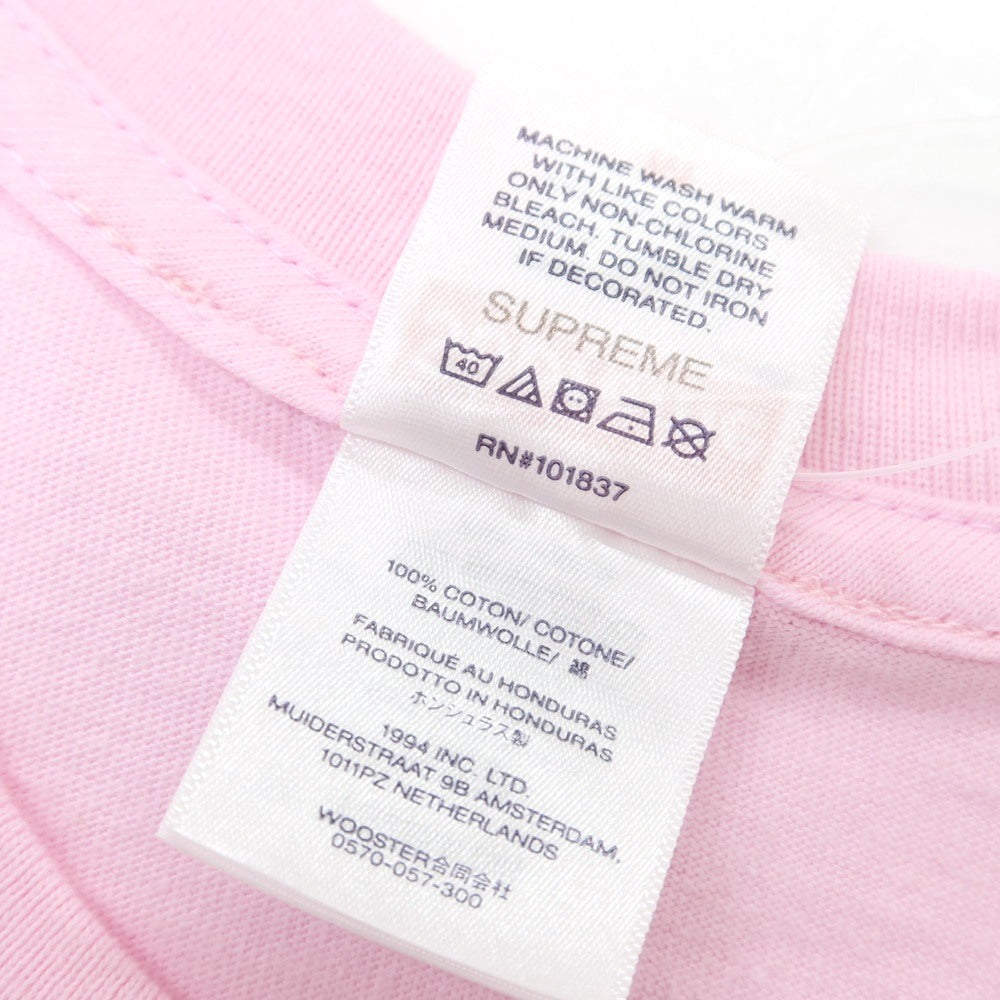 MACHINE WASH WARM
WITH LIKE COLORS
ONLY NON-CHLORINE
BLEACH. TUMBLE DRY
MEDIUM. DO NOT IRON
IF DECORATED.
SUPREME
40
RN#101837
100% COTON/ COTONE/
BAUMWOLLE/ 綿
FABRIQUÉ AU HONDURAS
PRODOTTO IN HONDURAS
ホンジュラス製
1994 INC. LTD.
MUIDERSTRAAT 9B AMSTERDAM,
1011PZ NETHERLANDS
WOOSTER合同会社
0570-057-300